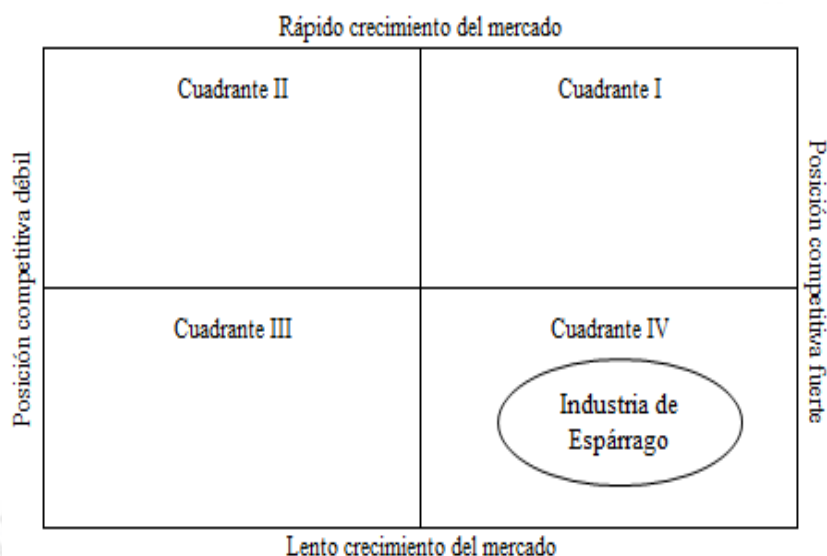 Rápido crecimiento del mercado
Cuadrante II
Cuadrante I
Posición competitiva débil
Posición competitiva fuerte
Cuadrante III
Cuadrante IV
Industria de
Espárrago
Lento crecimiento del mercado